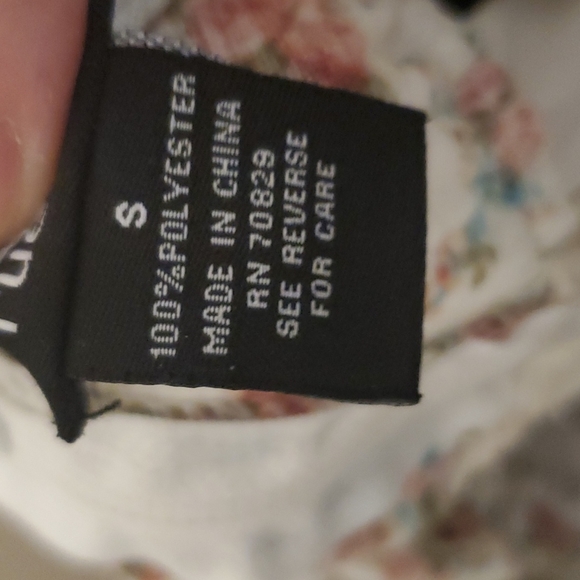 S
100%POLYESTER
MADE IN CHINA
RN 70829
SEE REVERSE
FOR CARE